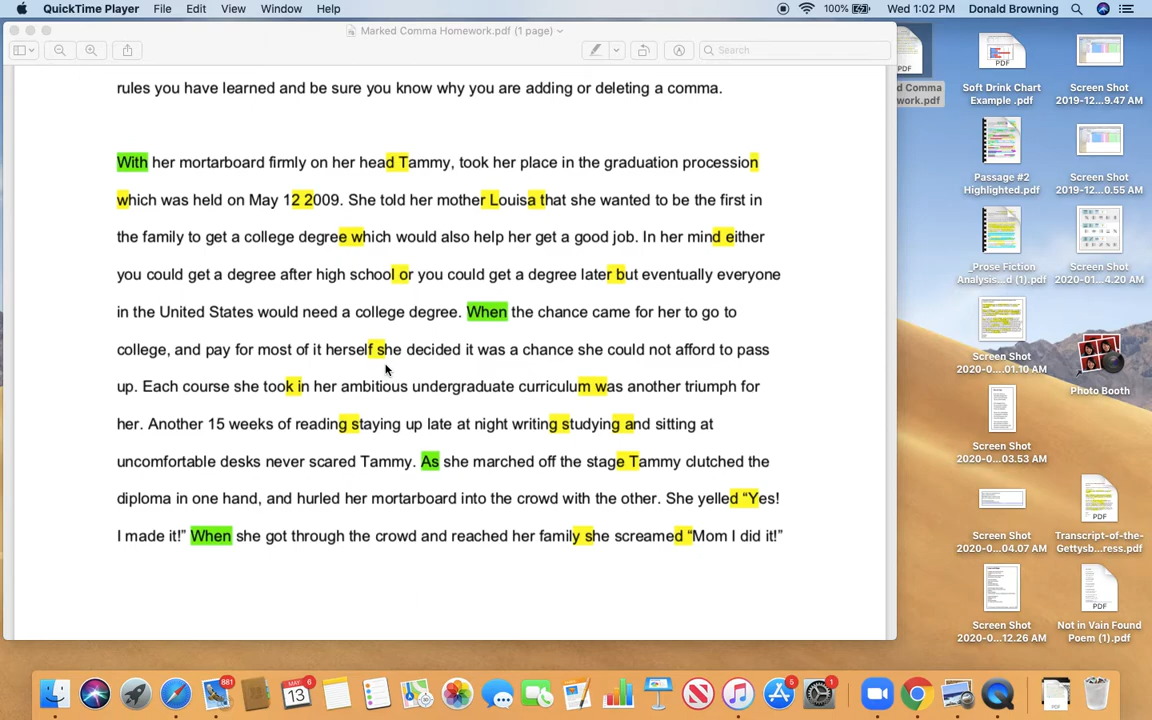 QuickTime Player File Edit View Window Help 100% Wed 1:02 PM Donald Browning
Marked Comma Homework.pdf (1 page)
Search
rules you have learned and be sure you know why you are adding or deleting a comma.
With her mortarboard firmly on her head Tammy, took her place in the graduation procession
which was held on May 12 2009. She told her mother Louisa that she wanted to be the first in
the family to get a college degree which would also help her get a good job. In her mind either
you could get a degree after high school or you could get a degree later but eventually everyone
in the United States would need a college degree. When the chance came for her to go to
college, and pay for most of it herself she decided it was a chance she could not afford to pass
up. Each course she took in her ambitious undergraduate curriculum was another triumph for
her. Another 15 weeks of reading staying up late at night writing studying and sitting at
uncomfortable desks never scared Tammy. As she marched off the stage Tammy clutched the
diploma in one hand, and hurled her mortarboard into the crowd with the other. She yelled “Yes!
I made it!” When she got through the crowd and reached her family she screamed “Mom I did it!”
PDF
d Comma
work.pdf
PDF
Soft Drink Chart
Example .pdf
Screen Shot
2019-12...9.47 AM
Passage #2
Highlighted.pdf
Screen Shot
2019-12...0.55 AM
_Prose Fiction
Analysis...d (1).pdf
Screen Shot
2020-01...4.20 AM
Screen Shot
2020-0...01.10 AM
Photo Booth
Screen Shot
2020-0...03.53 AM
Screen Shot
2020-0...04.07 AM
PDF
Transcript-of-the-
Gettysb...ress.pdf
Screen Shot
2020-0...12.26 AM
PDF
Not in Vain Found
Poem (1).pdf
881
MAY
13
6
5
1